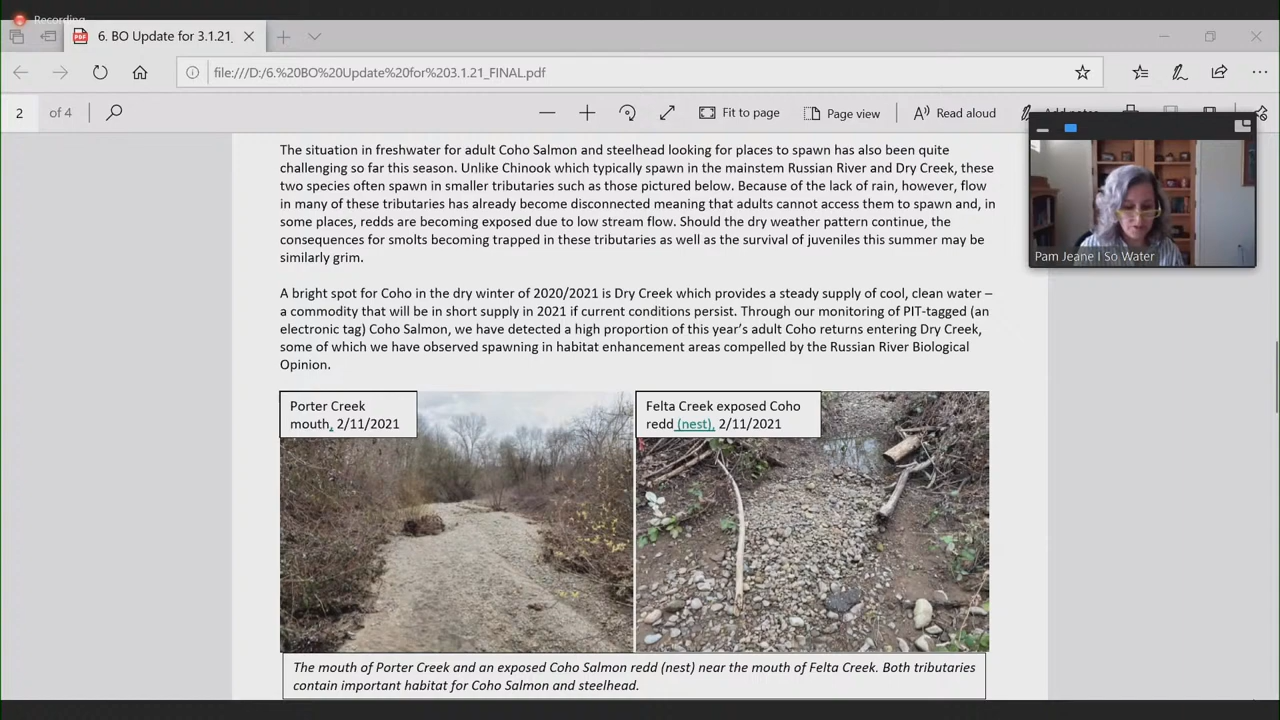 Recording
6. BO Update for 3.1.21_
file:///D:/6.%20BO%20Update%20for%203.1.21_FINAL.pdf
2 of 4
Fit to page
Page view
Read aloud
The situation in freshwater for adult Coho Salmon and steelhead looking for places to spawn has also been quite
challenging so far this season. Unlike Chinook which typically spawn in the mainstem Russian River and Dry Creek, these
two species often spawn in smaller tributaries such as those pictured below. Because of the lack of rain, however, flow
in many of these tributaries has already become disconnected meaning that adults cannot access them to spawn and, in
some places, redds are becoming exposed due to low stream flow. Should the dry weather pattern continue, the
consequences for smolts becoming trapped in these tributaries as well as the survival of juveniles this summer may be
similarly grim.
Pam Jeane I So Water
A bright spot for Coho in the dry winter of 2020/2021 is Dry Creek which provides a steady supply of cool, clean water –
a commodity that will be in short supply in 2021 if current conditions persist. Through our monitoring of PIT-tagged (an
electronic tag) Coho Salmon, we have detected a high proportion of this year's adult Coho returns entering Dry Creek,
some of which we have observed spawning in habitat enhancement areas compelled by the Russian River Biological
Opinion.
Porter Creek
mouth, 2/11/2021
Felta Creek exposed Coho
redd (nest), 2/11/2021
The mouth of Porter Creek and an exposed Coho Salmon redd (nest) near the mouth of Felta Creek. Both tributaries
contain important habitat for Coho Salmon and steelhead.